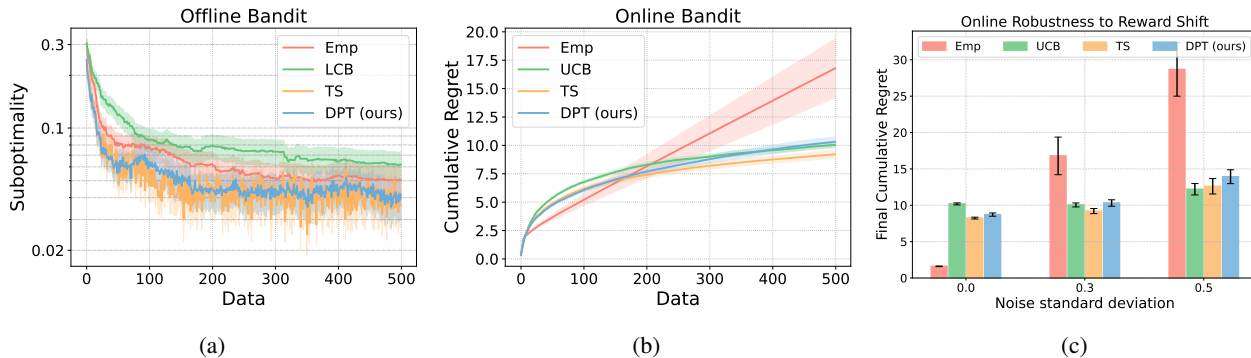 Offline Bandit
Suboptimality
0.3
0.1
0.02
Emp
LCB
TS
DPT (ours)
0
100
200
300
400
500
Data
(a)
Online Bandit
Cumulative Regret
20.0
17.5
15.0
12.5
10.0
7.5
5.0
2.5
0.0
Emp
UCB
TS
DPT (ours)
0
100
200
300
400
500
Data
(b)
Online Robustness to Reward Shift
Emp
UCB
TS
DPT (ours)
Final Cumulative Regret
30
25
20
15
10
5
0
0.0
0.3
0.5
Noise standard deviation
(c)